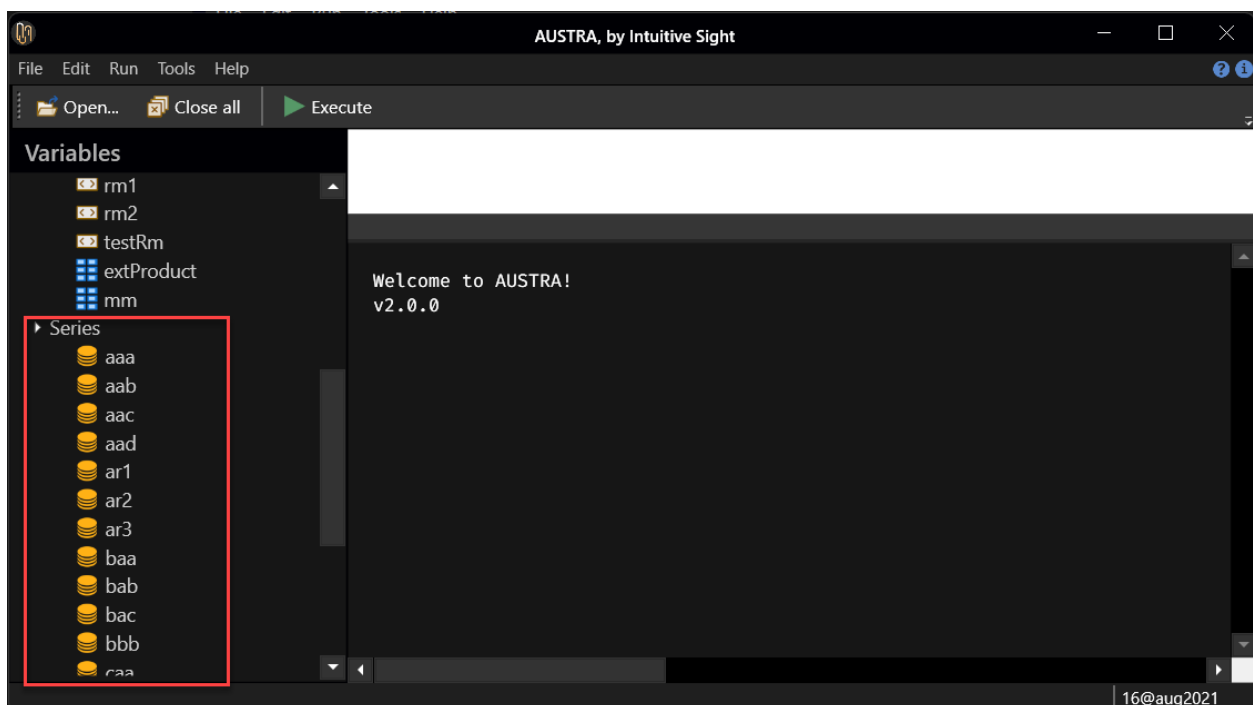 AUSTRA, by Intuitive Sight
File Edit Run Tools Help
Open... Close all Execute
Variables
rm1
rm2
testRm
extProduct
mm
Series
aaa
aab
aac
aad
ar1
ar2
ar3
baa
bab
bac
bbb
caa
Welcome to AUSTRA!
v2.0.0
16@aug2021